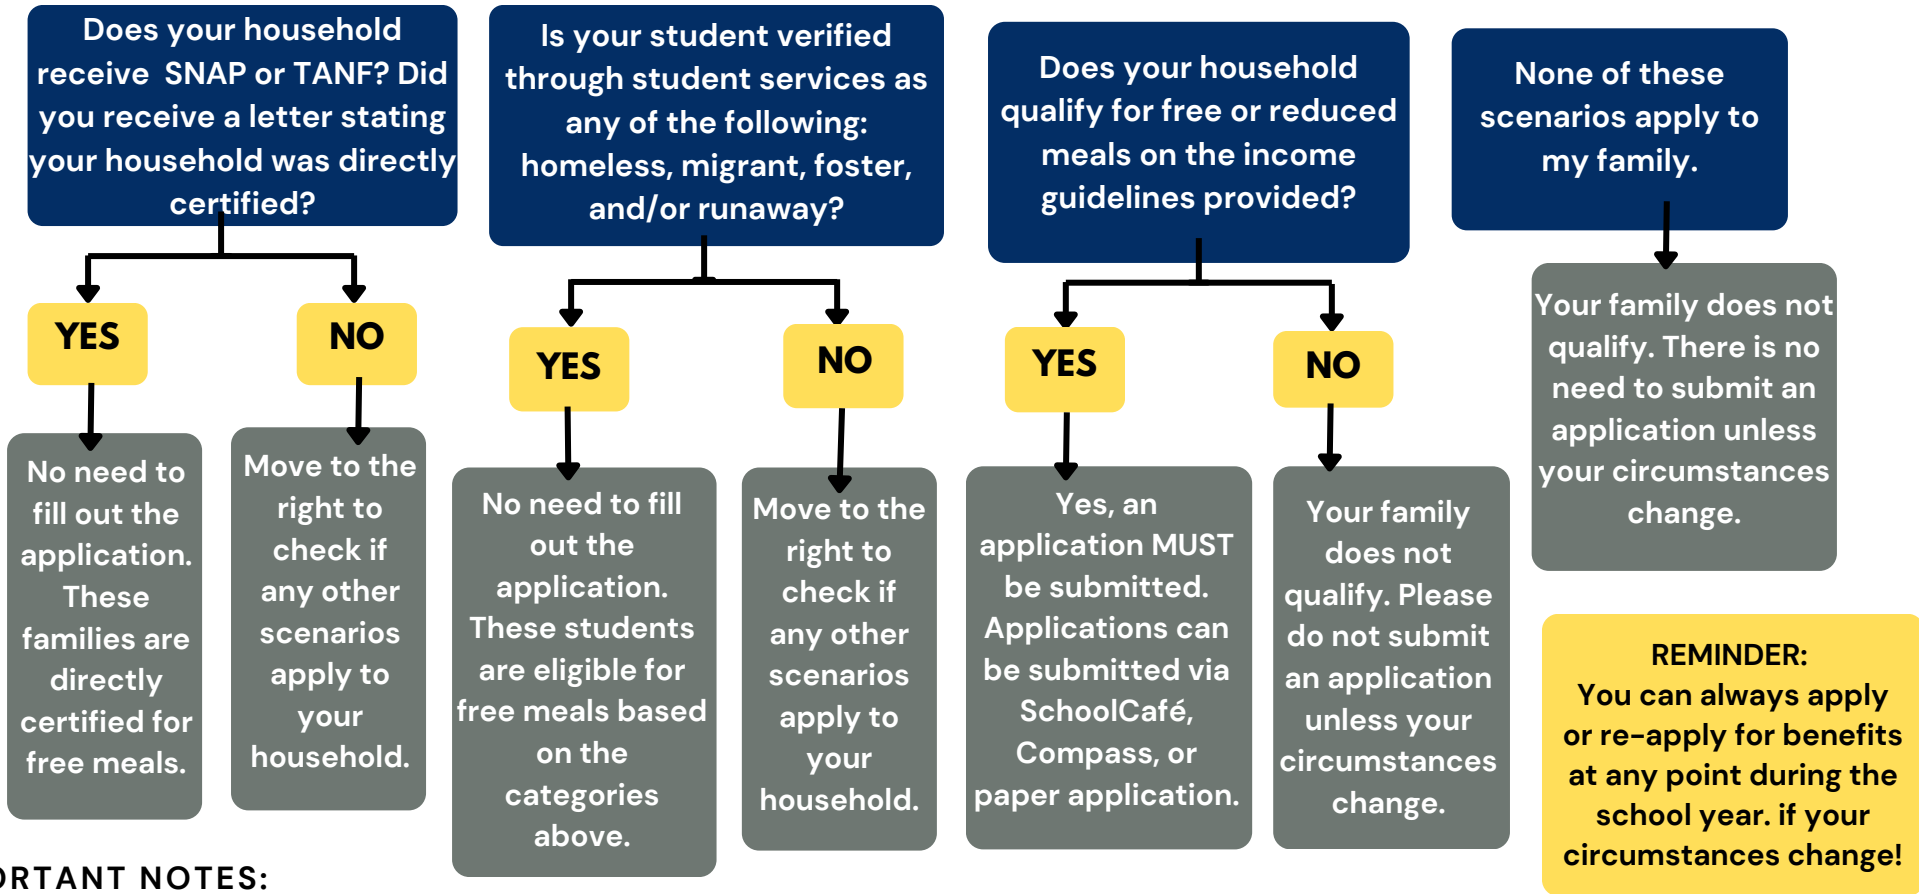 Does your household
receive SNAP or TANF? Did
you receive a letter stating
your household was directly
certified?
YES
No need to
fill out the
application.
These
families are
directly
certified for
free meals.
NO
Move to the
right to
check if
any other
scenarios
apply to
your
household.
Is your student verified
through student services as
any of the following:
homeless, migrant, foster,
and/or runaway?
YES
No need to fill
out the
application.
These students
are eligible for
free meals based
on the
categories
above.
NO
Move to the
right to
check if
any other
scenarios
apply to
your
household.
Does your household
qualify for free or reduced
meals on the income
guidelines provided?
YES
Yes, an
application MUST
be submitted.
Applications can
be submitted via
SchoolCafé,
Compass, or
paper application.
NO
Your family
does not
qualify. Please
do not submit
an application
unless your
circumstances
change.
None of these
scenarios apply to
my family.
Your family does not
qualify. There is no
need to submit an
application unless
your circumstances
change.
REMINDER:
You can always apply
or re-apply for benefits
at any point during the
school year. if your
circumstances change!
ORTANT NOTES: